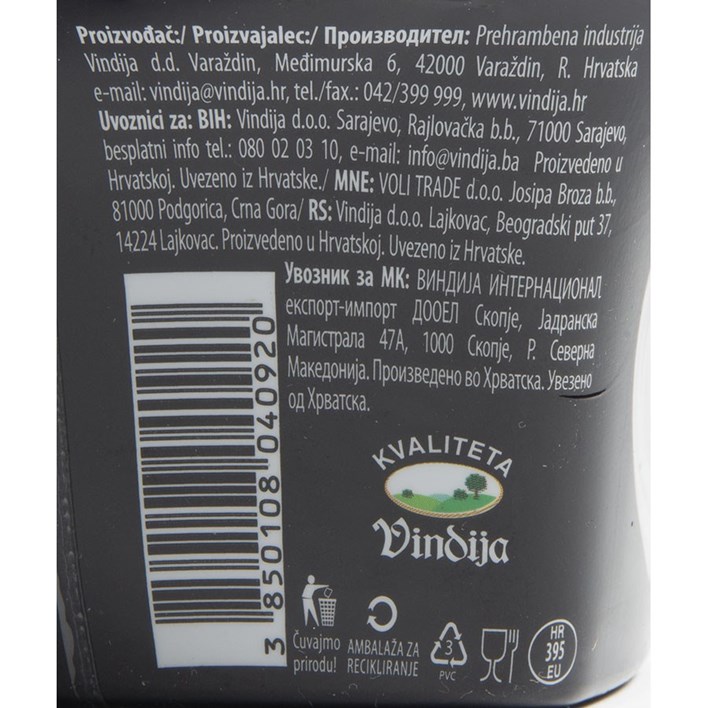 Proizvođač:/ Proizvajalec:/ Производител: Prehrambena industrija
Vindija d.d. Varaždin, Međimurska 6, 42000 Varaždin, R. Hrvatska
e-mail: vindija@vindija.hr, tel./fax.: 042/399 999, www.vindija.hr
Uvoznici za: BIH: Vindija d.o.o. Sarajevo, Rajlovačka b.b., 71000 Sarajevo,
besplatni info tel.: 080 02 03 10, e-mail: info@vindija.ba Proizvedeno u
Hrvatskoj. Uvezeno iz Hrvatske./ MNE: VOLI TRADE d.o.o. Josipa Broza b.b.,
81000 Podgorica, Crna Gora/ RS: Vindija d.o.o. Lajkovac, Beogradski put 37,
14224 Lajkovac. Proizvedeno u Hrvatskoj. Uvezeno iz Hrvatske.
Увозник за МК: ВИНДИЈА ИНТЕРНАЦИОНАЛ
експорт-импорт ДООЕЛ Скопје, Јадранска
Магистрала 47А, 1000 Скопје, Р. Северна
Македонија. Произведено во Хрватска. Увезено
од Хрватска.
3 850108 040920
KVALITETA
Vindija
Čuvajmo
prirodu!
AMBALAŽA ZA
RECIKLIRANJE
3
PVC
HR
395
EU